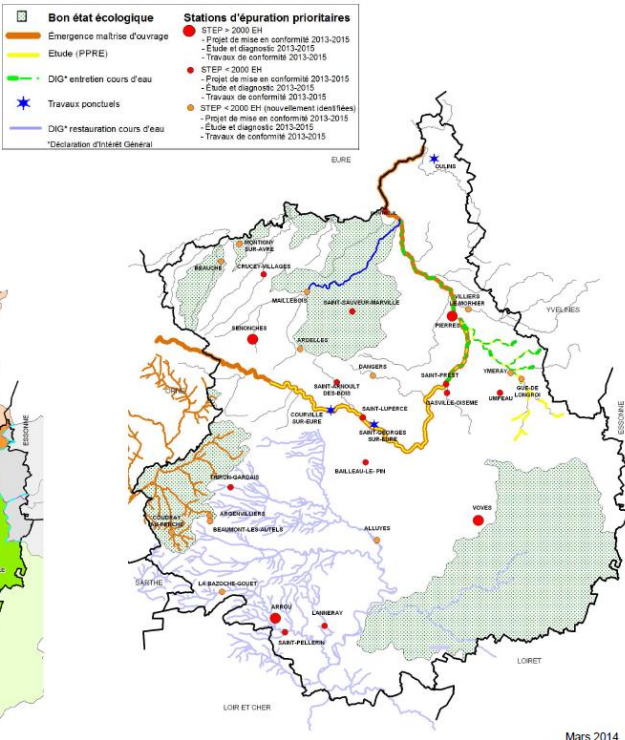 Bon état écologique
Émergence maîtrise d'ouvrage
Etude (PPRE)
DIG* entretien cours d'eau
Travaux ponctuels
DIG* restauration cours d'eau
*Déclaration d'Intérêt Général
Stations d'épuration prioritaires
STEP > 2000 EH
- Projet de mise en conformité 2013-2015
- Étude et diagnostic 2013-2015
- Travaux de conformité 2013-2015
STEP < 2000 EH
- Projet de mise en conformité 2013-2015
- Étude et diagnostic 2013-2015
- Travaux de conformité 2013-2015
STEP < 2000 EH (nouvellement identifiées)
- Projet de mise en conformité 2013-2015
- Étude et diagnostic 2013-2015
- Travaux de conformité 2013-2015
EURE
OULINS
MONTIGNY
SUR-AVRE
BEAUCHE
CRUCEY-VILLAGES
MAILLEBOIS
SAINT-SAUVEUR-MARVILLE
VILLIERS
LE-MORHIER
YVELINES
PIERRES
SENONCHES
ARDELLES
DANGERS
YMERAY
SAINT-PREST
GUE-DE
LONGROI
SAINT-ARNOULT
DES-BOIS
GASVILLE-OISEME
UMPEAU
ORNE
COURVILLE
SUR-EURE
SAINT-LUPERCE
SAINT-GEORGES
SUR-EURE
ESSONNE
ESSONNE
BAILLEAU-LE-PIN
THIRON-GARDAIS
VOVES
COUDRAY
AU-PERCHE
ARGENVILLIERS
BEAUMONT-LES-AUTELS
ALLUYES
SARTHE
LA BAZOCHE-GOUET
ARROU
LANNERAY
SAINT-PELLERIN
LOIRET
LOIR ET CHER
Mars 2014